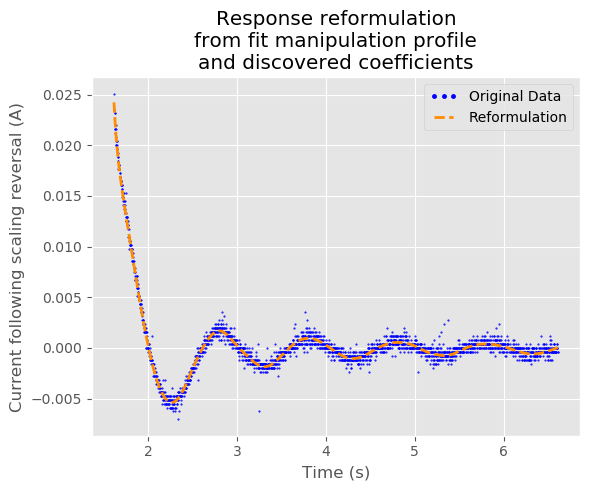 Response reformulation
from fit manipulation profile
and discovered coefficients
Original Data
Reformulation
Current following scaling reversal (A)
0.025
0.020
0.015
0.010
0.005
0.000
−0.005
2 3 4 5 6
Time (s)